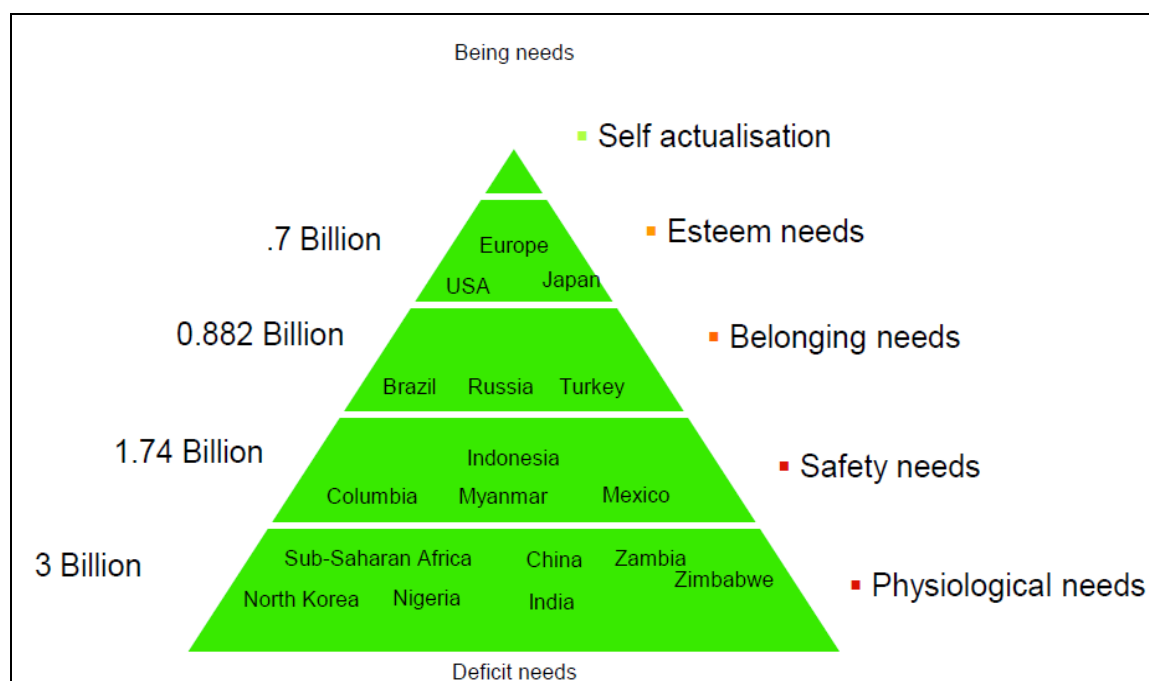 Being needs
Self actualisation
.7 Billion
Europe
USA
Japan
Esteem needs
0.882 Billion
Brazil Russia Turkey
Belonging needs
1.74 Billion
Indonesia
Columbia Myanmar Mexico
Safety needs
3 Billion
Sub-Saharan Africa China Zambia
Zimbabwe
North Korea Nigeria India
Physiological needs
Deficit needs